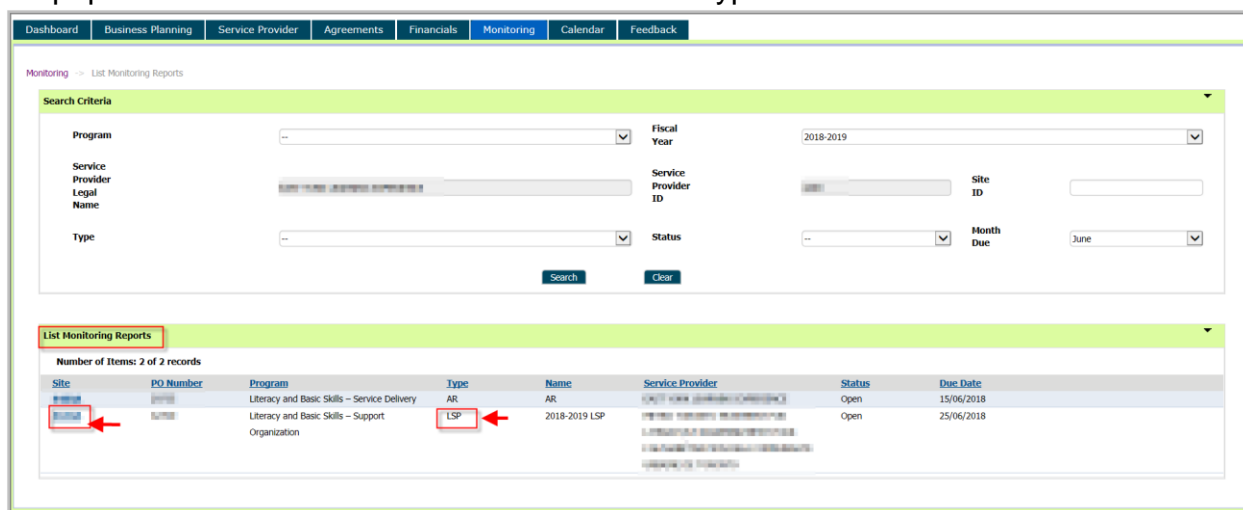 Dashboard Business Planning Service Provider Agreements Financials Monitoring Calendar Feedback
Monitoring -> List Monitoring Reports
Search Criteria
Program -- Fiscal Year 2018-2019
Service Provider Legal Name Service Provider ID Site ID
Type -- Status -- Month Due June
Search Clear
List Monitoring Reports
Number of Items: 2 of 2 records
Site PO Number Program Type Name Service Provider Status Due Date
Literacy and Basic Skills – Service Delivery AR AR Open 15/06/2018
Literacy and Basic Skills – Support LSP 2018-2019 LSP Open 25/06/2018
Organization